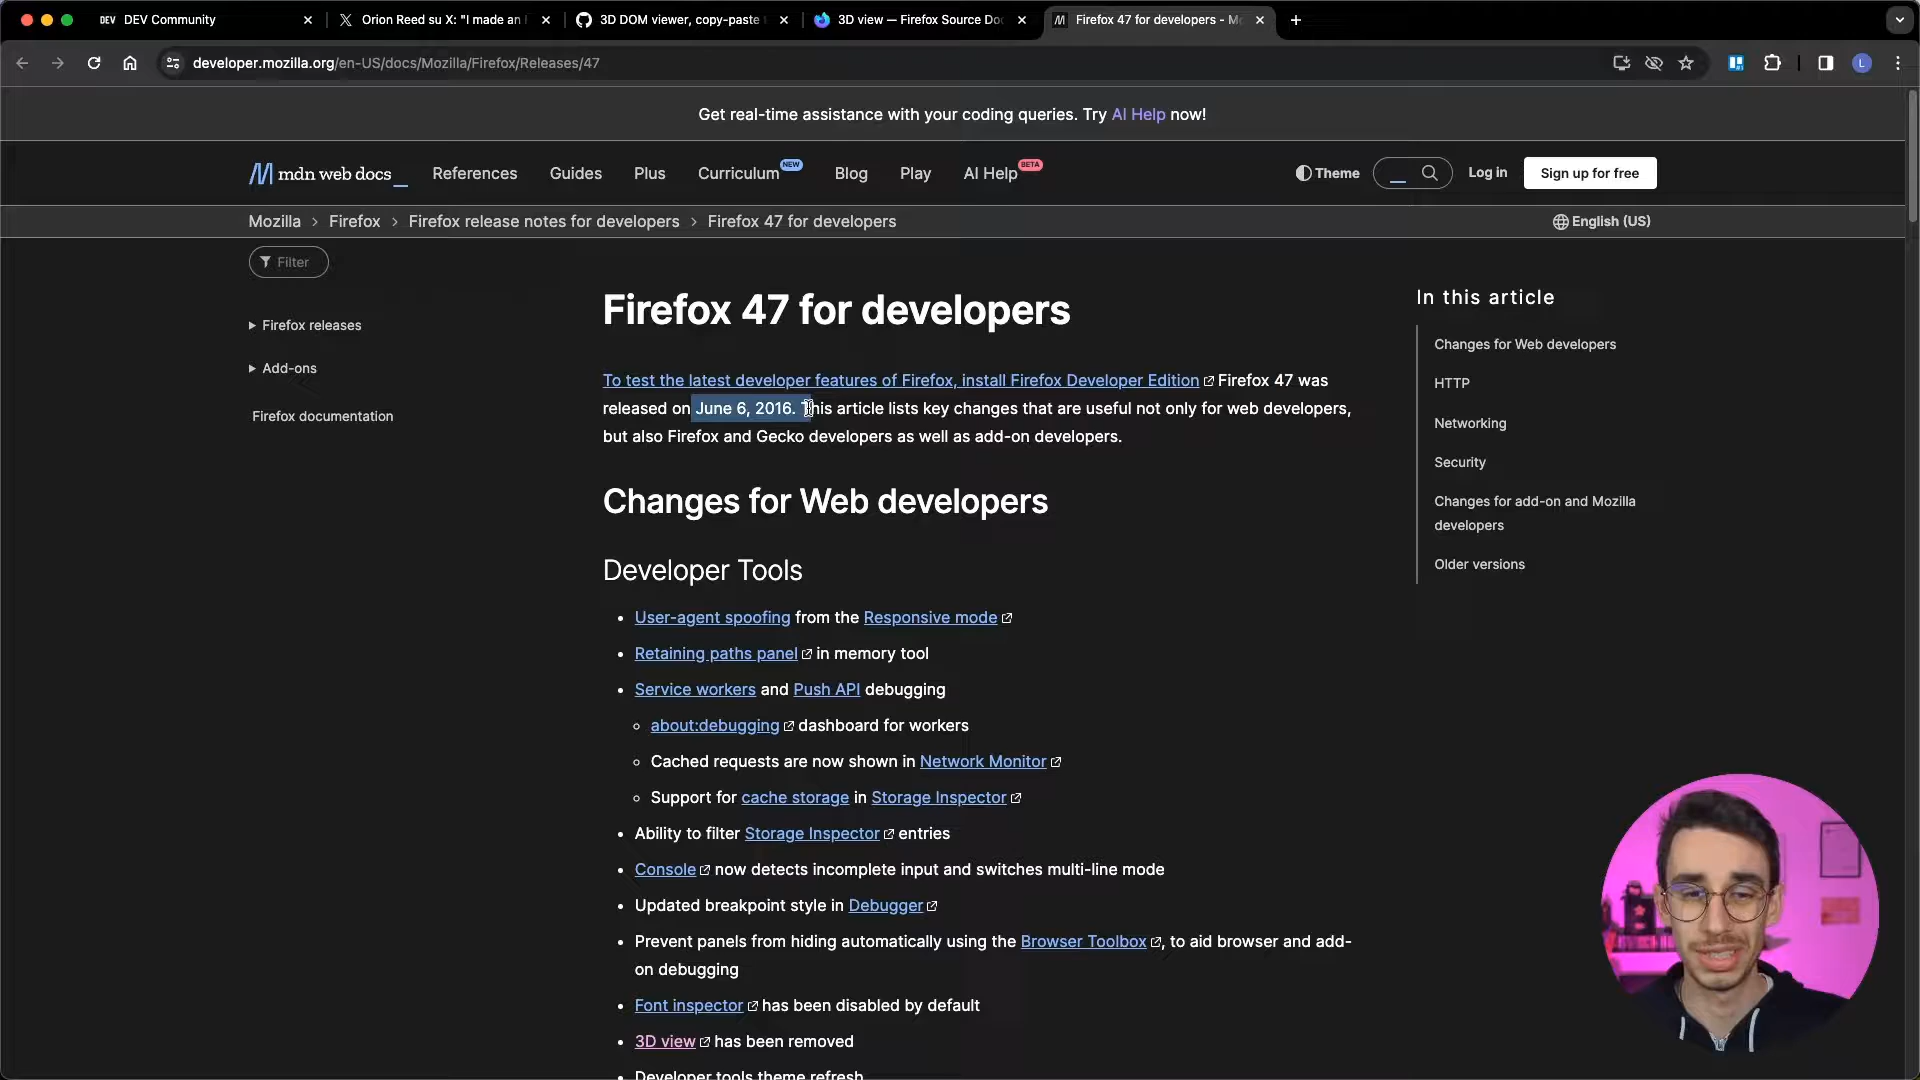 DEV DEV Community
Orion Reed su X: "I made an
3D DOM viewer, copy-paste
3D view — Firefox Source Do
Firefox 47 for developers - M
developer.mozilla.org/en-US/docs/Mozilla/Firefox/Releases/47
L
Get real-time assistance with your coding queries. Try AI Help now!
mdn web docs_
References
Guides
Plus
Curriculum NEW
Blog
Play
AI Help BETA
Theme
Log in
Sign up for free
Mozilla > Firefox > Firefox release notes for developers > Firefox 47 for developers
English (US)
Filter
Firefox releases
Add-ons
Firefox documentation
Firefox 47 for developers
To test the latest developer features of Firefox, install Firefox Developer Edition Firefox 47 was
released on June 6, 2016. This article lists key changes that are useful not only for web developers,
but also Firefox and Gecko developers as well as add-on developers.
Changes for Web developers
Developer Tools
• User-agent spoofing from the Responsive mode
• Retaining paths panel in memory tool
• Service workers and Push API debugging
◦ about:debugging dashboard for workers
◦ Cached requests are now shown in Network Monitor
◦ Support for cache storage in Storage Inspector
• Ability to filter Storage Inspector entries
• Console now detects incomplete input and switches multi-line mode
• Updated breakpoint style in Debugger
• Prevent panels from hiding automatically using the Browser Toolbox, to aid browser and add-
on debugging
• Font inspector has been disabled by default
• 3D view has been removed
• Developer tools theme refresh
In this article
Changes for Web developers
HTTP
Networking
Security
Changes for add-on and Mozilla
developers
Older versions